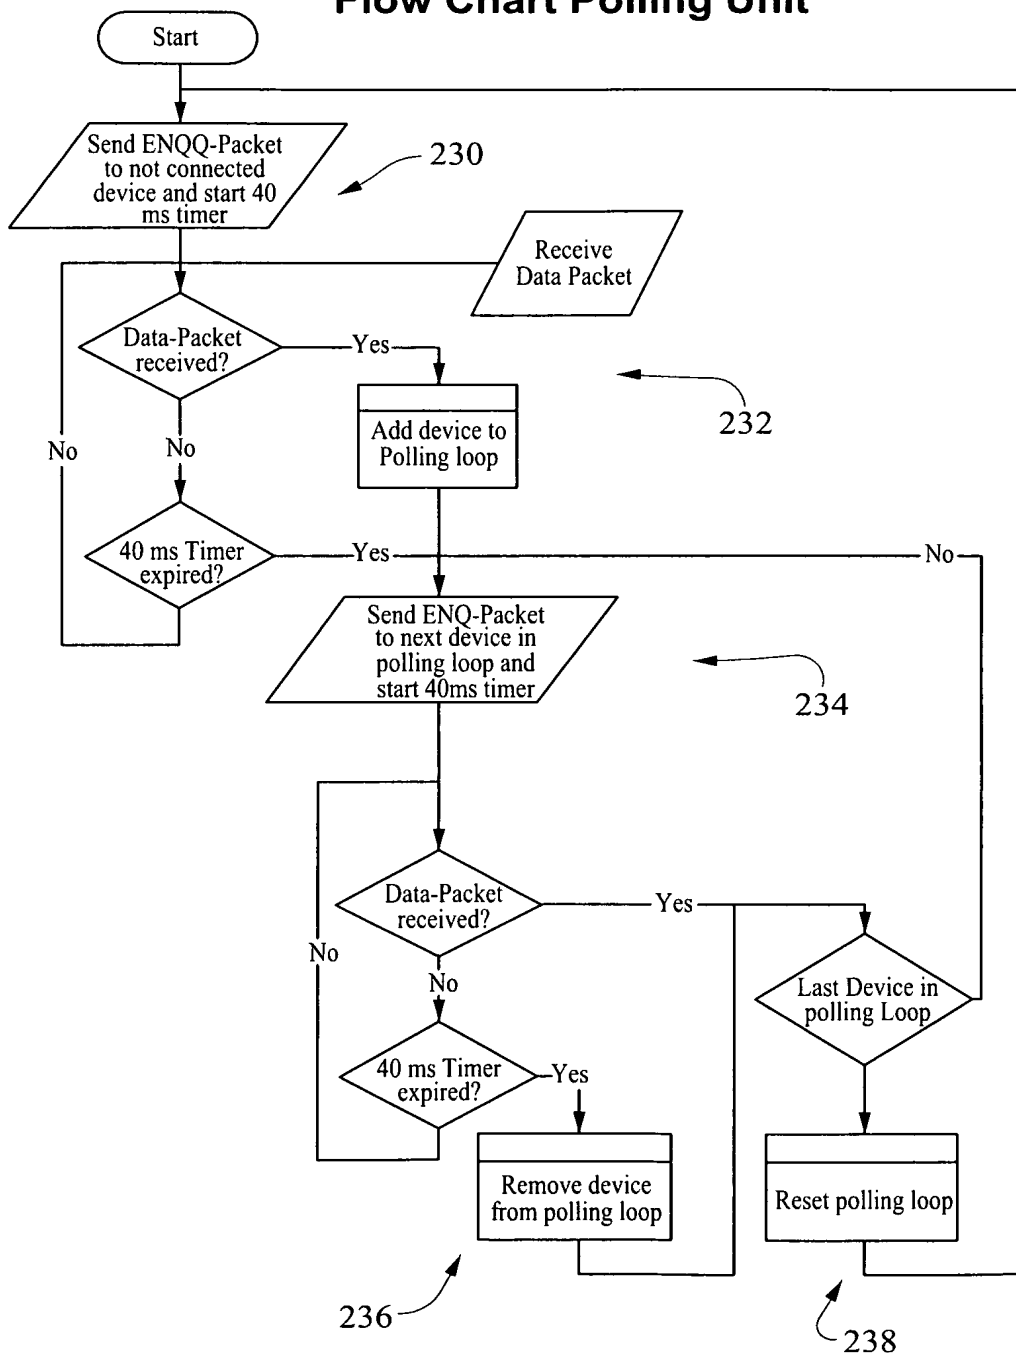 Flow Chart Polling Unit
Start
Send ENQQ-Packet
to not connected
device and start 40
ms timer
230
Receive
Data Packet
Data-Packet
received?
Yes
232
Add device to
Polling loop
No
No
40 ms Timer
expired?
Yes
No
Send ENQ-Packet
to next device in
polling loop and
start 40ms timer
234
Data-Packet
received?
Yes
No
No
Last Device in
polling Loop
40 ms Timer
expired?
Yes
Remove device
from polling loop
Reset polling loop
236
238